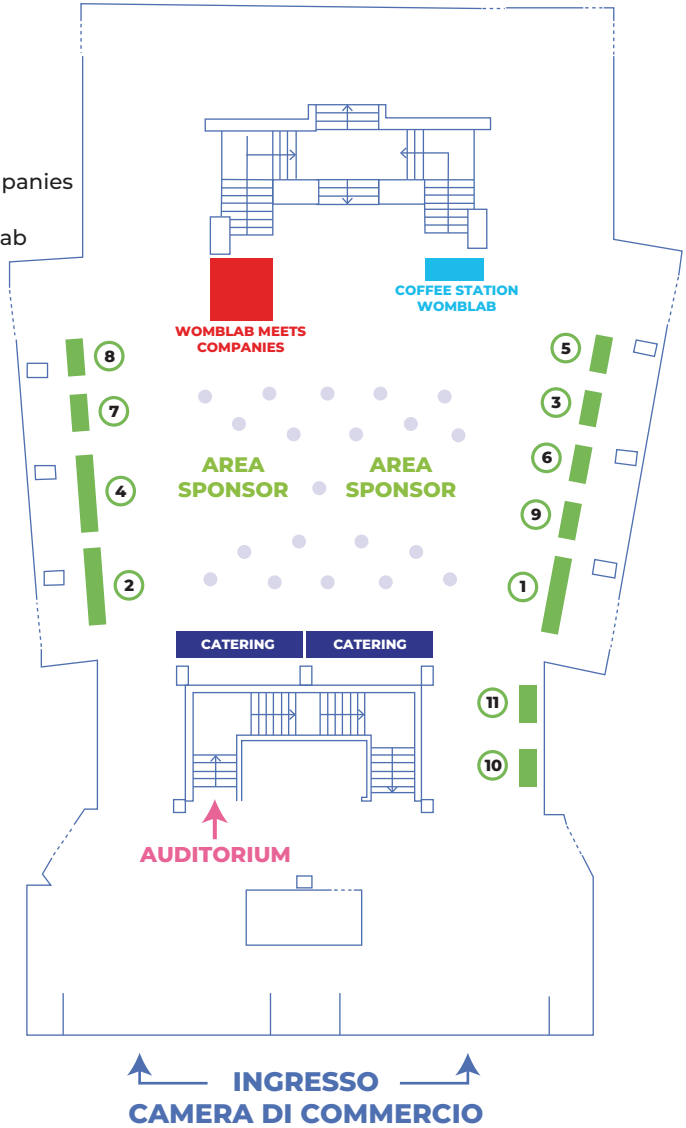 panies
ab
COFFEE STATION
WOMBLAB
WOMBLAB MEETS
COMPANIES
8
5
7
3
4
6
9
2
1
AREA
SPONSOR
AREA
SPONSOR
CATERING
CATERING
11
10
AUDITORIUM
INGRESSO
CAMERA DI COMMERCIO